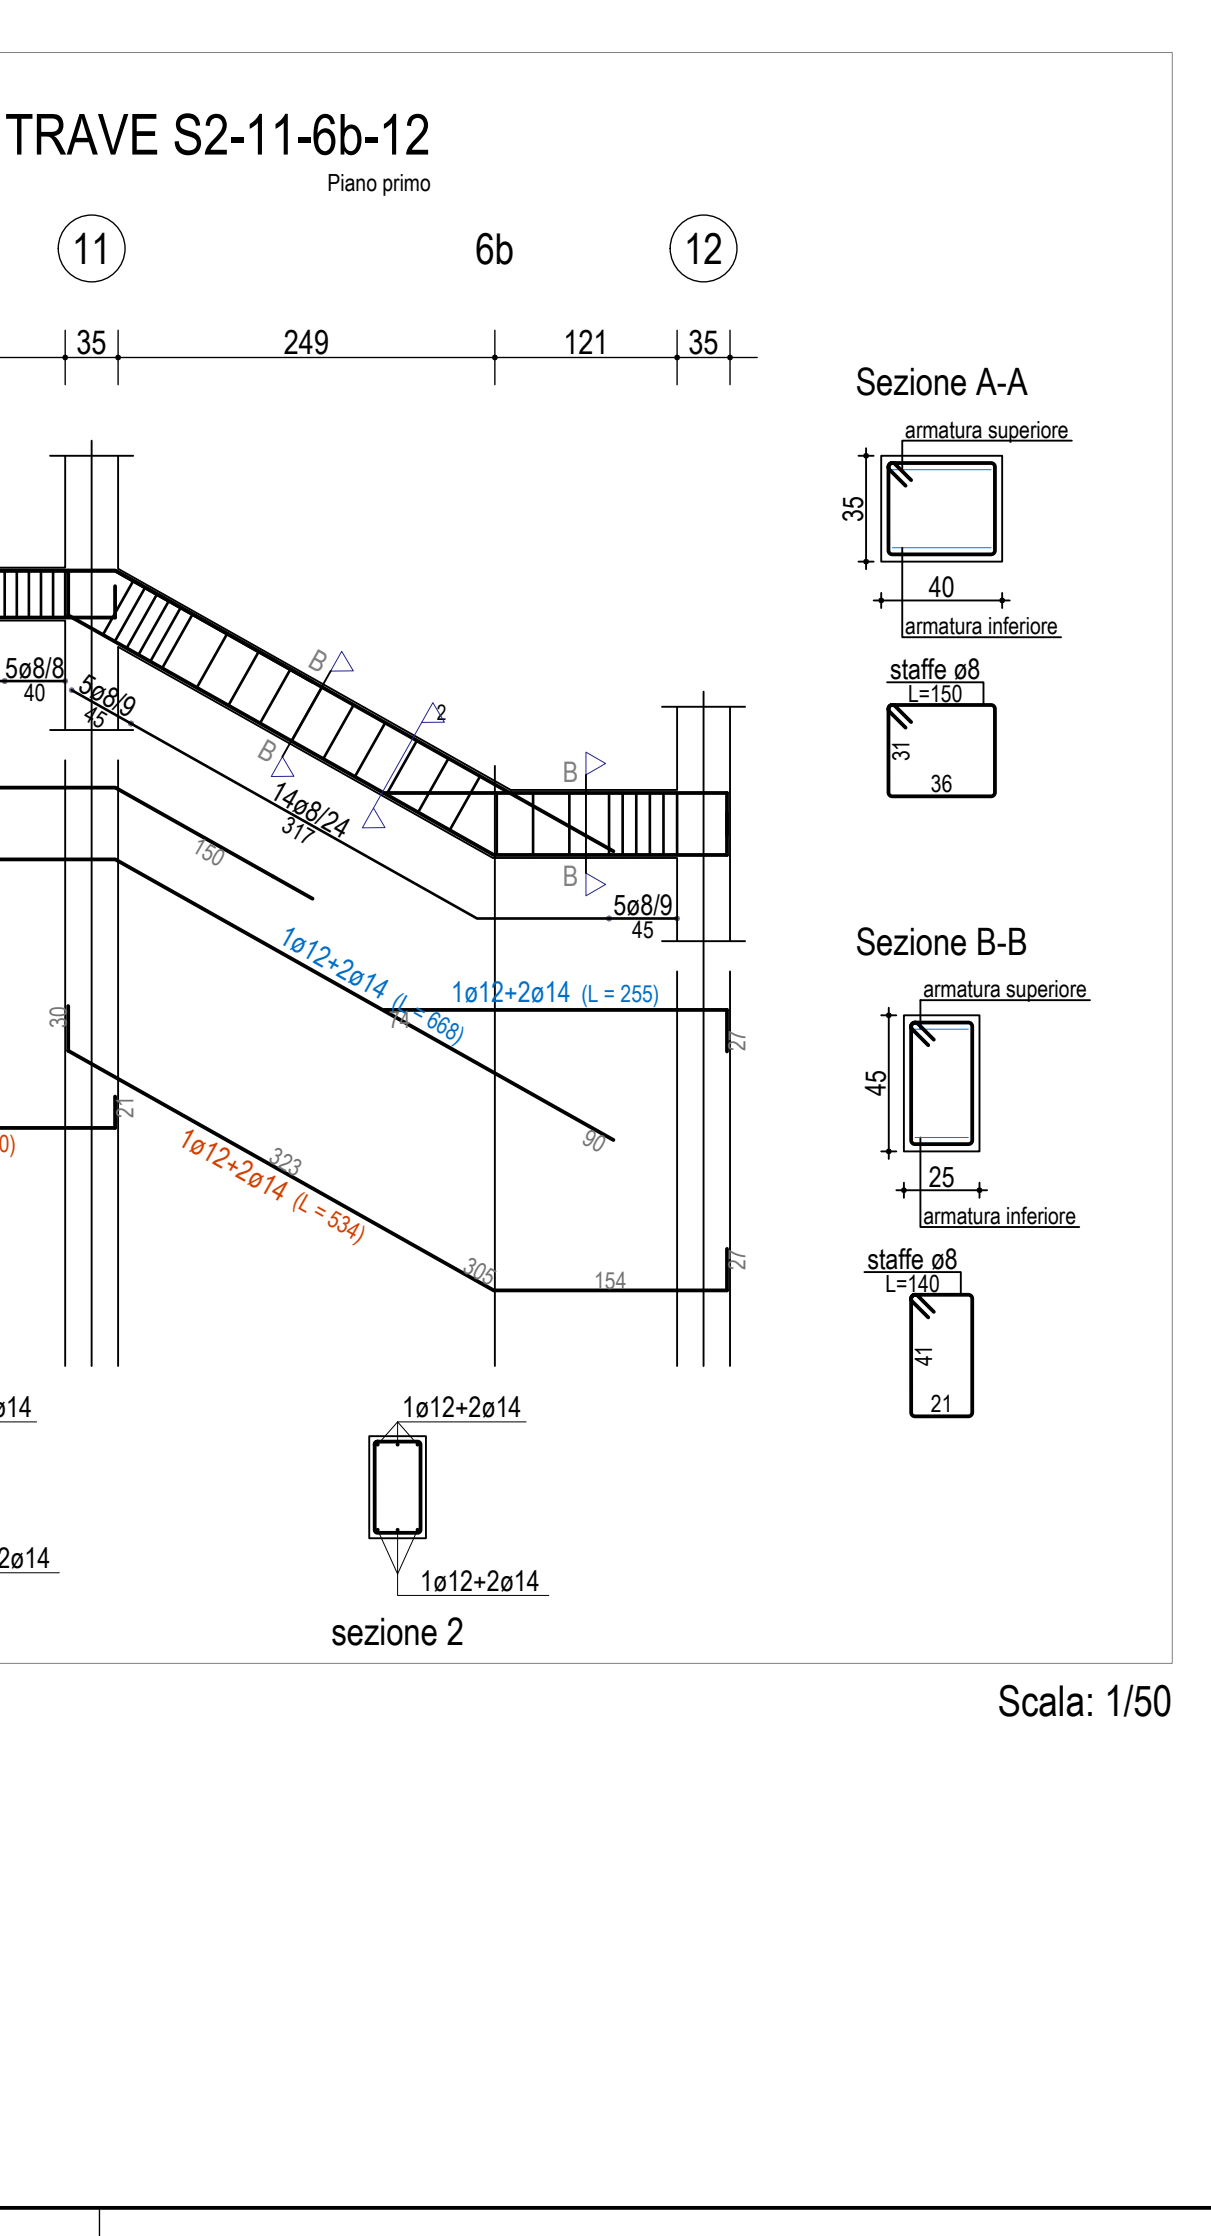 TRAVE S2-11-6b-12
Piano primo
11
6b
12
35
249
121
35
Sezione A-A
armatura superiore
35
40
armatura inferiore
staffe ø8
L=150
31
36
5ø8/8
40
5ø8/9
45
B
B
2
14ø8/24
317
B
B
5ø8/9
45
150
1ø12+2ø14 (L = 668)
1ø12+2ø14 (L = 255)
74
27
30
21
0)
90
323
1ø12+2ø14 (L = 534)
305
154
27
Sezione B-B
armatura superiore
45
25
armatura inferiore
staffe ø8
L=140
41
21
ø14
1ø12+2ø14
2ø14
1ø12+2ø14
sezione 2
Scala: 1/50